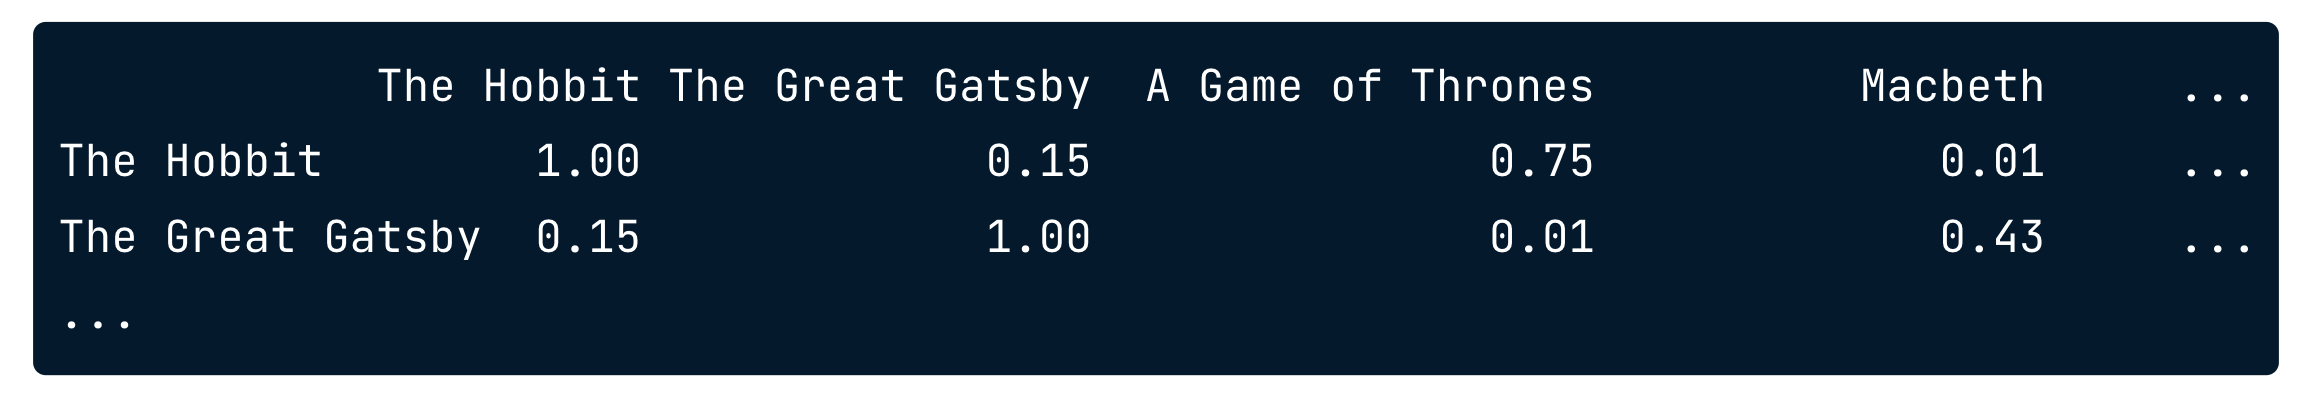 The Hobbit The Great Gatsby A Game of Thrones Macbeth ...
The Hobbit 1.00 0.15 0.75 0.01 ...
The Great Gatsby 0.15 1.00 0.01 0.43 ...
...